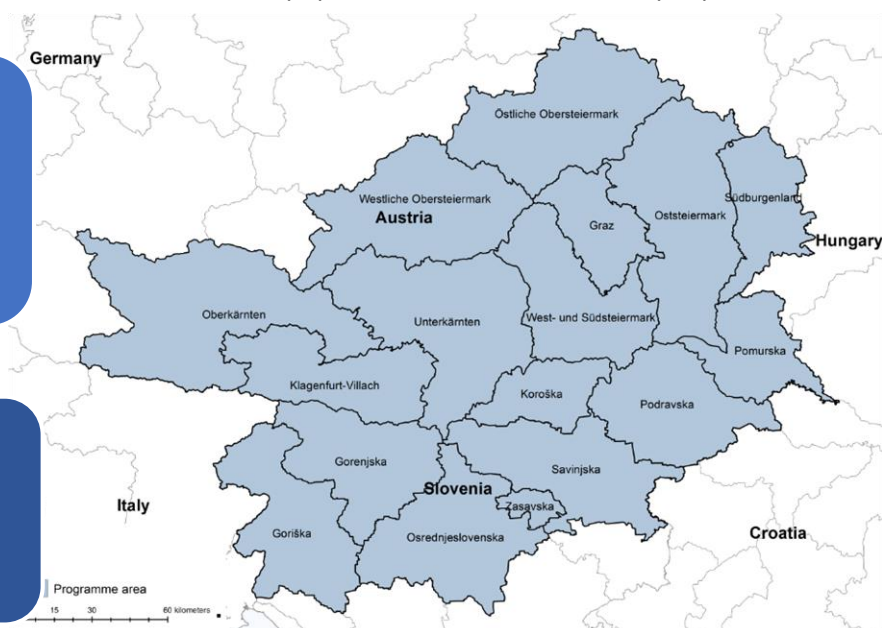 Germany
Östliche Obersteiermark
Westliche Obersteiermark
Austria
Graz
Oststeiermark
Südburgenland
Hungary
Oberkärnten
Unterkärnten
West- und Südsteiermark
Pomurska
Klagenfurt-Villach
Koroška
Podravska
Gorenjska
Savinjska
Slovenia
Zasavska
Italy
Goriška
Osrednjeslovenska
Croatia
Programme area
15 30 60 kilometers